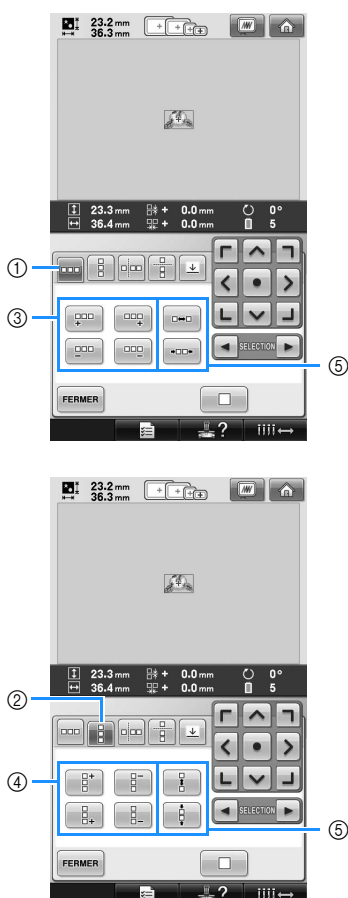 23.2 mm
36.3 mm
23.3 mm + 0.0 mm 0°
36.4 mm + 0.0 mm 5
①
③
SELECTION
⑤
FERMER
?
23.2 mm
36.3 mm
23.3 mm + 0.0 mm 0°
36.4 mm + 0.0 mm 5
②
④
SELECTION
⑤
FERMER
?